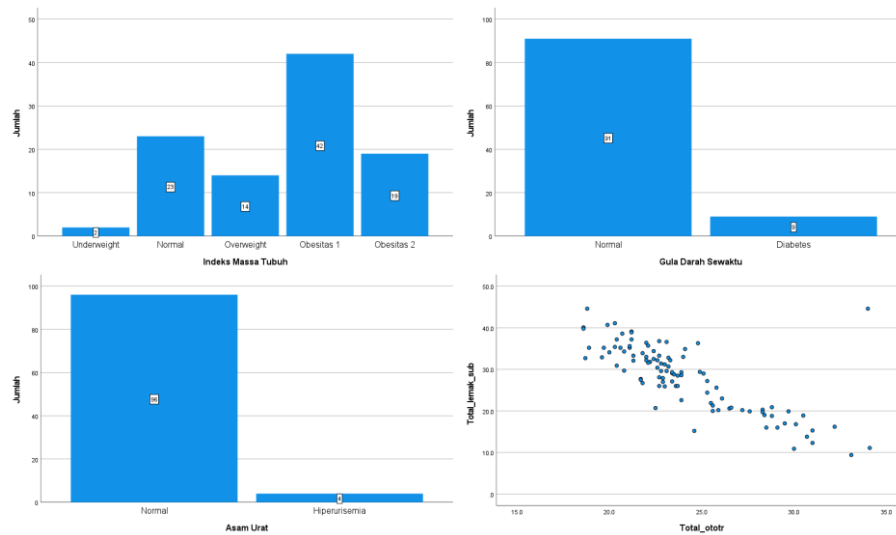 50
40
30
20
10
0
Jumlah
2
23
14
42
19
Underweight
Normal
Overweight
Obesitas 1
Obesitas 2
Indeks Massa Tubuh
100
80
60
40
20
0
Jumlah
91
9
Normal
Diabetes
Gula Darah Sewaktu
100
80
60
40
20
0
Jumlah
96
4
Normal
Hiperurisemia
Asam Urat
50.0
40.0
30.0
20.0
10.0
.0
Total_lemak_sub
15.0
20.0
25.0
30.0
35.0
Total_ototr